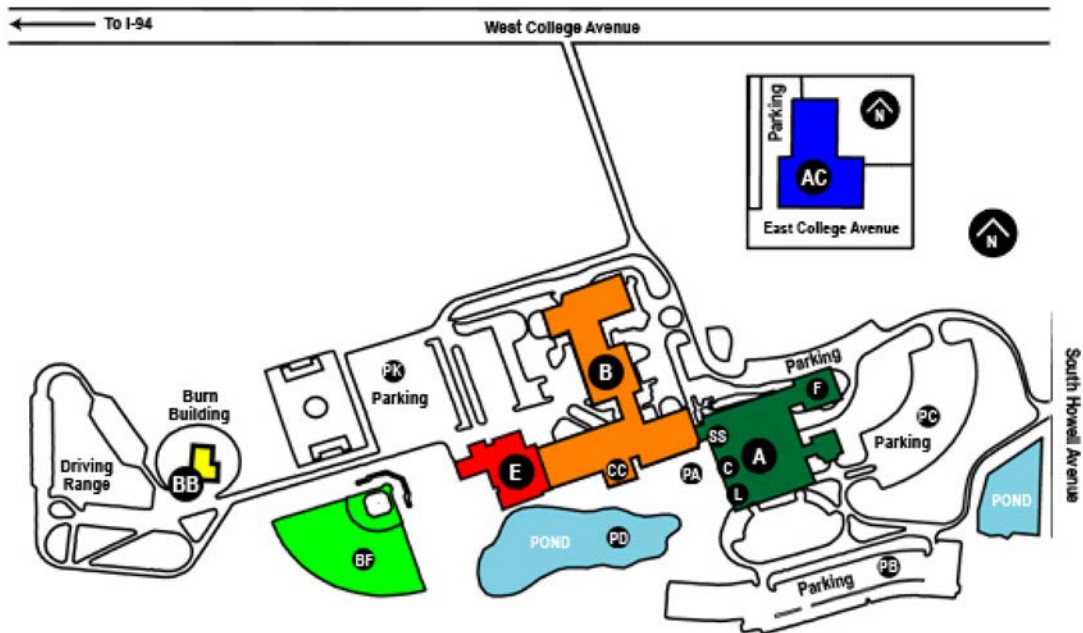 To I-94
West College Avenue
Parking
N
AC
East College Avenue
N
B
PK
Parking
Parking
F
South Howell Avenue
Burn
Building
SS
PC
Parking
A
Driving
Range
BB
E
CC
PA
C
L
POND
POND
PD
BF
PB
Parking